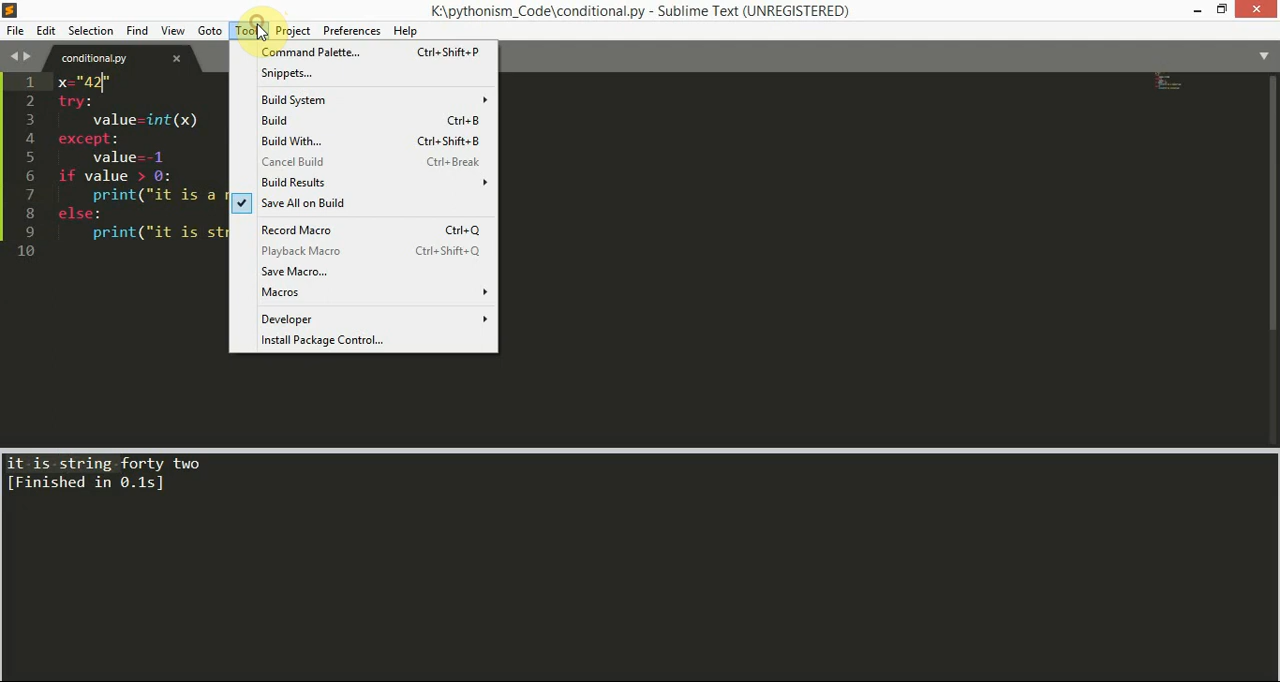 K:\pythonism_Code\conditional.py - Sublime Text (UNREGISTERED)
File Edit Selection Find View Goto Project Preferences Help
conditional.py
1 x="42"
2 try:
3 value=int(x)
4 except:
5 value=-1
6 if value > 0:
7 print("it is a
8 else:
9 print("it is str
10
Command Palette... Ctrl+Shift+P
Snippets...
Build System
Build Ctrl+B
Build With... Ctrl+Shift+B
Cancel Build Ctrl+Break
Build Results
Save All on Build
Record Macro Ctrl+Q
Playback Macro Ctrl+Shift+Q
Save Macro...
Macros
Developer
Install Package Control...
it is string forty two
[Finished in 0.1s]